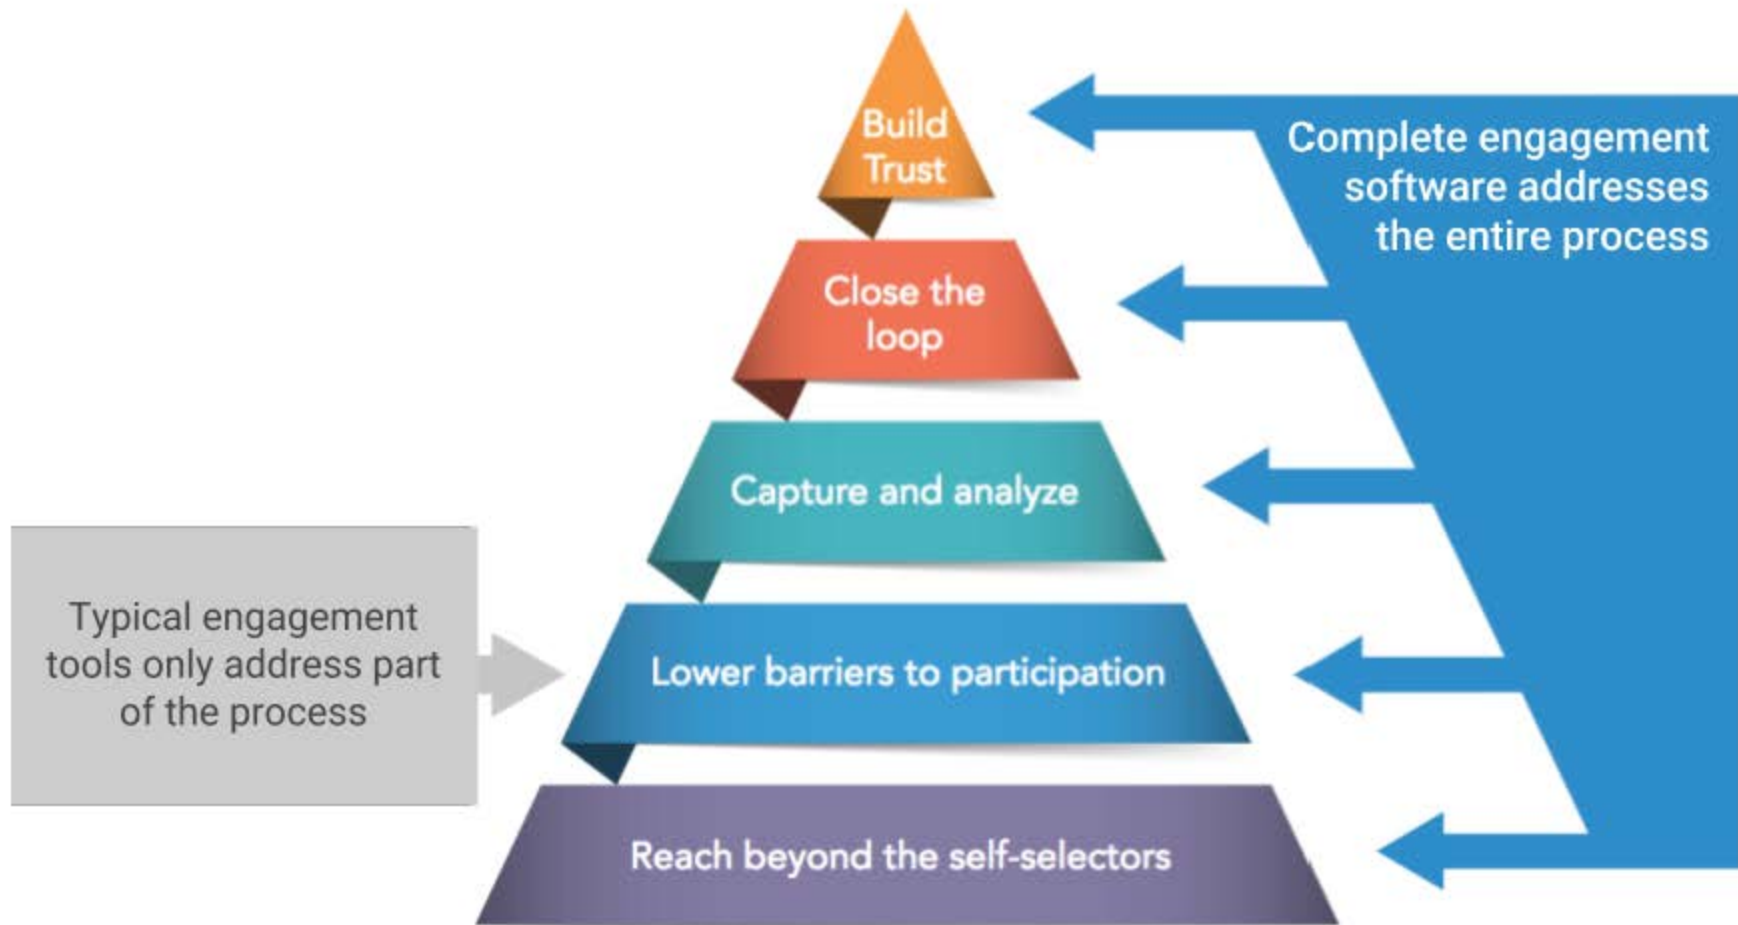 Build
Trust
Complete engagement
software addresses
the entire process
Close the
loop
Capture and analyze
Typical engagement
tools only address part
of the process
Lower barriers to participation
Reach beyond the self-selectors